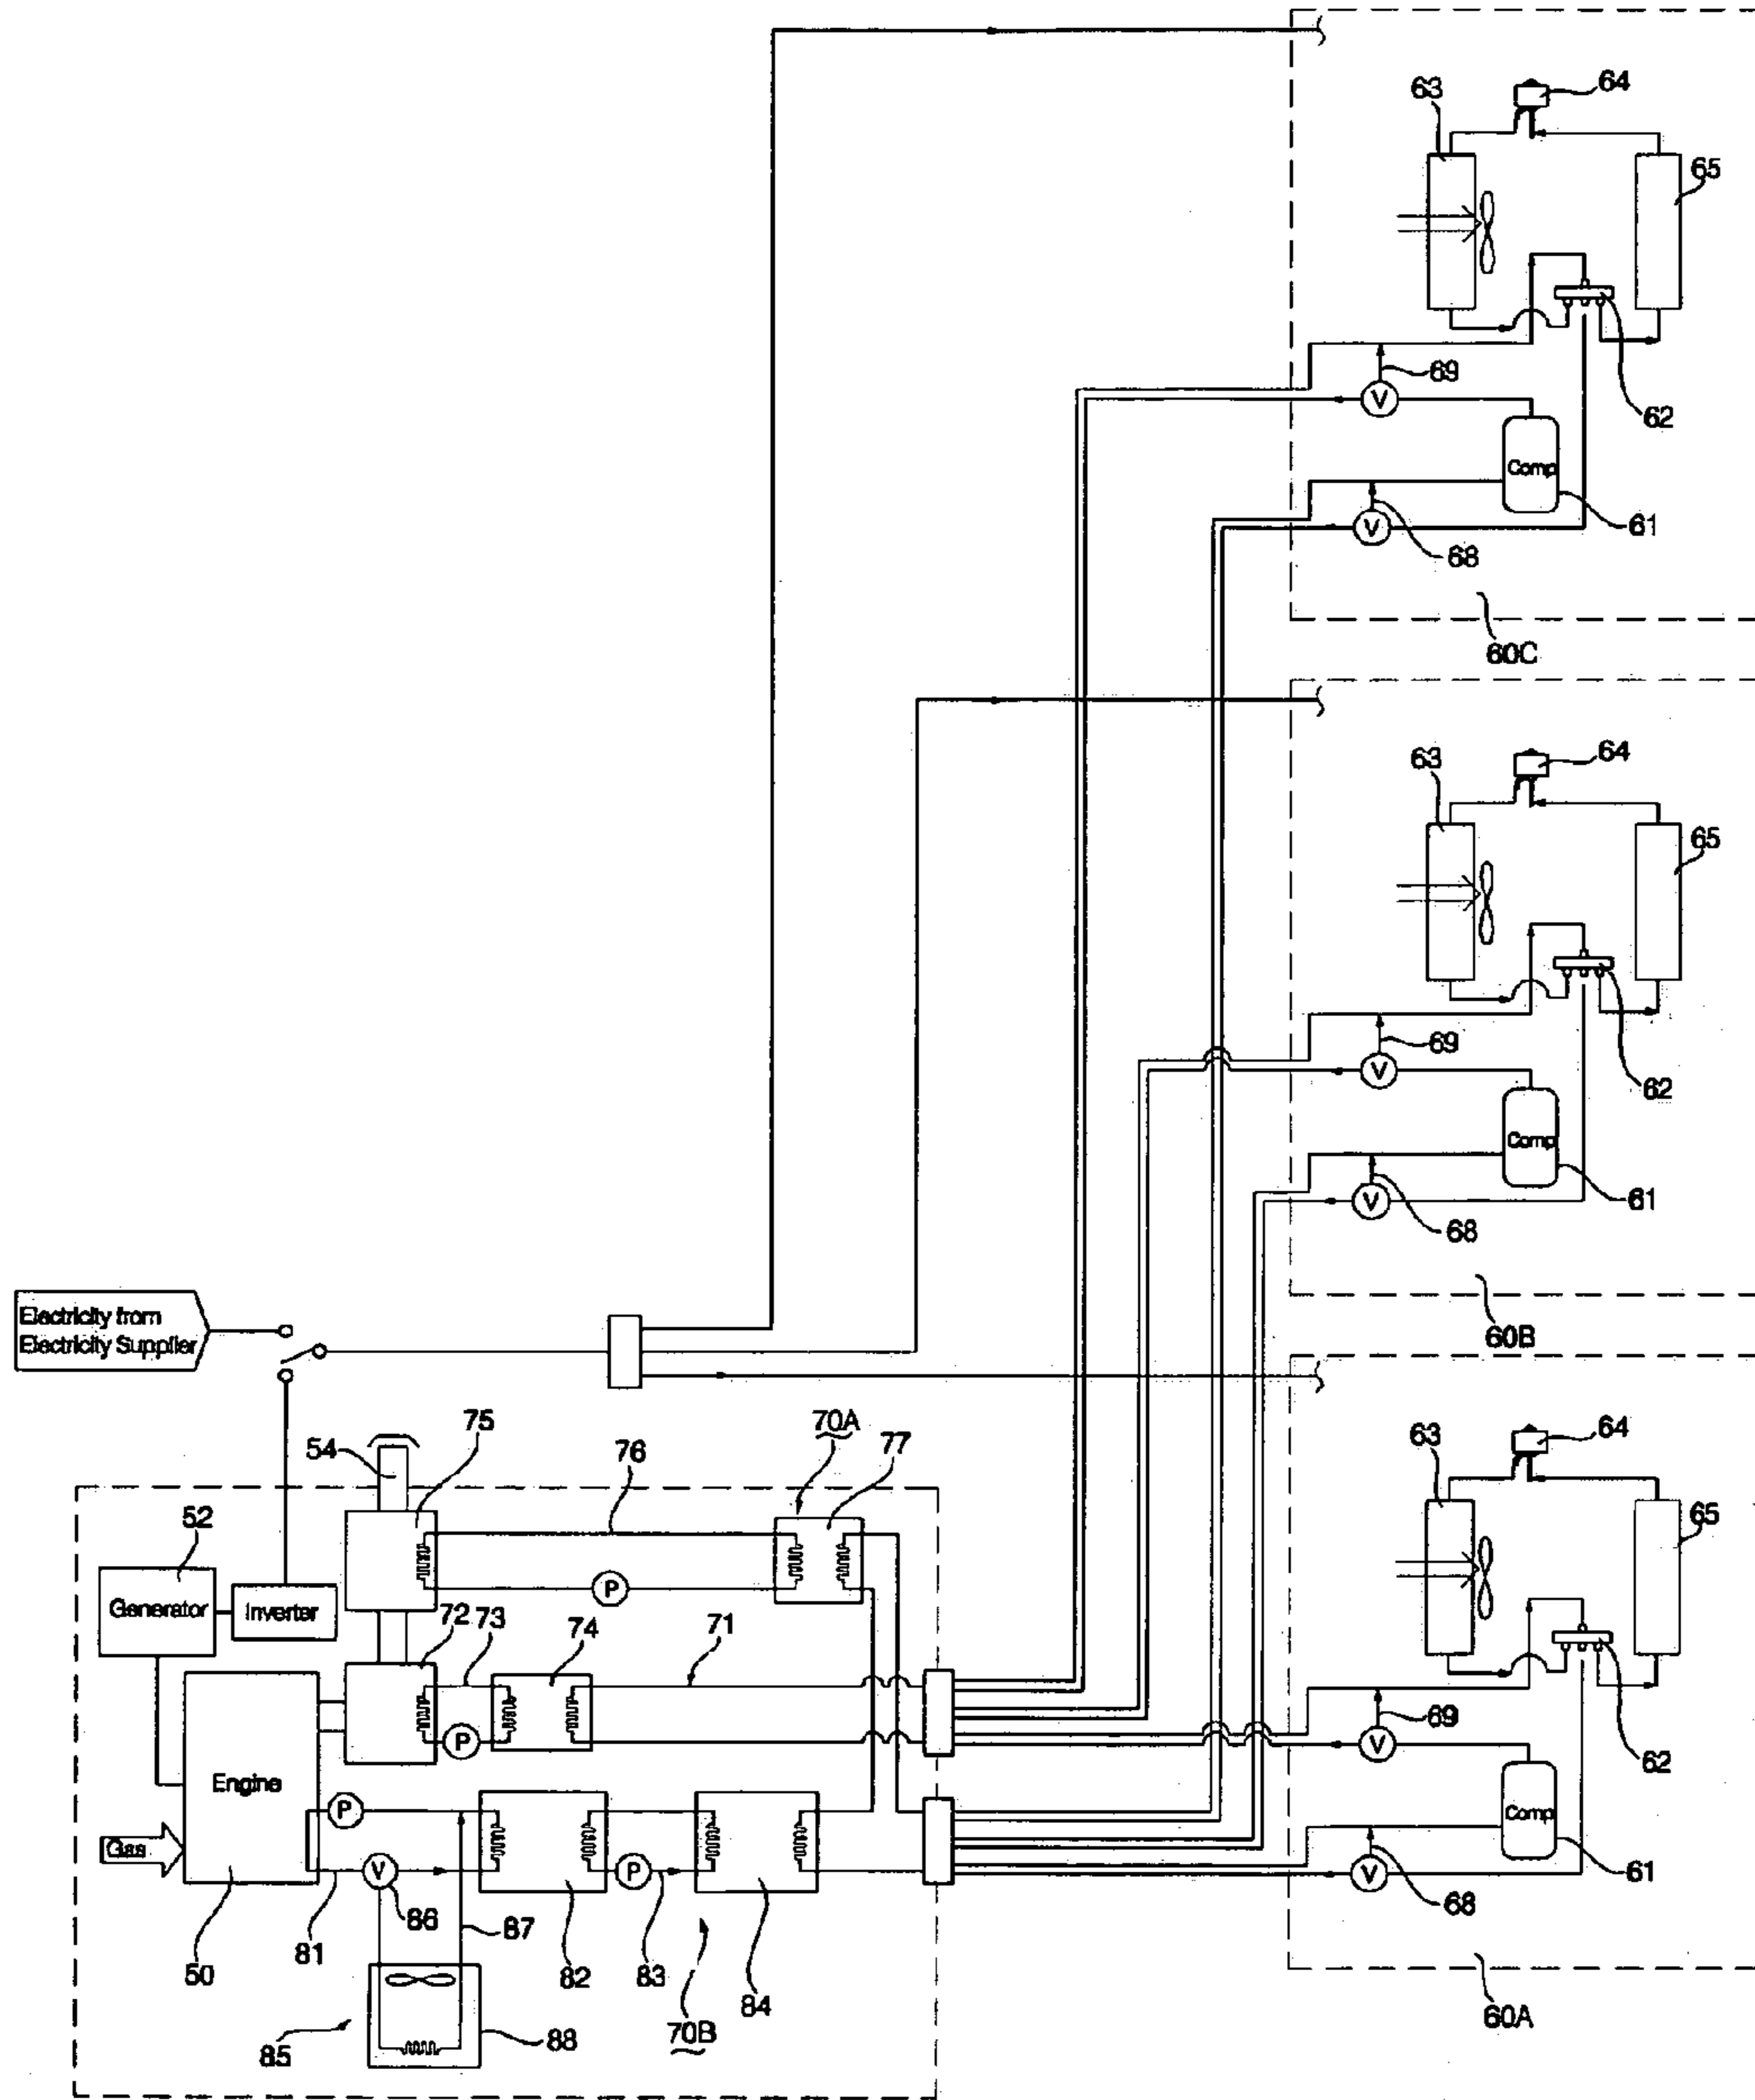 63
64
65
69
V
62
Comp
61
V
68
60C
63
64
65
69
V
62
Comp
61
V
68
60B
Electricity from
Electricity Supplier
75
70A
54
76
77
52
Generator
Inverter
P
72
73
74
71
P
Engine
P
Gas
V
P
50
81
86
87
82
83
84
85
88
70B
63
64
65
69
V
62
Comp
61
V
68
60A